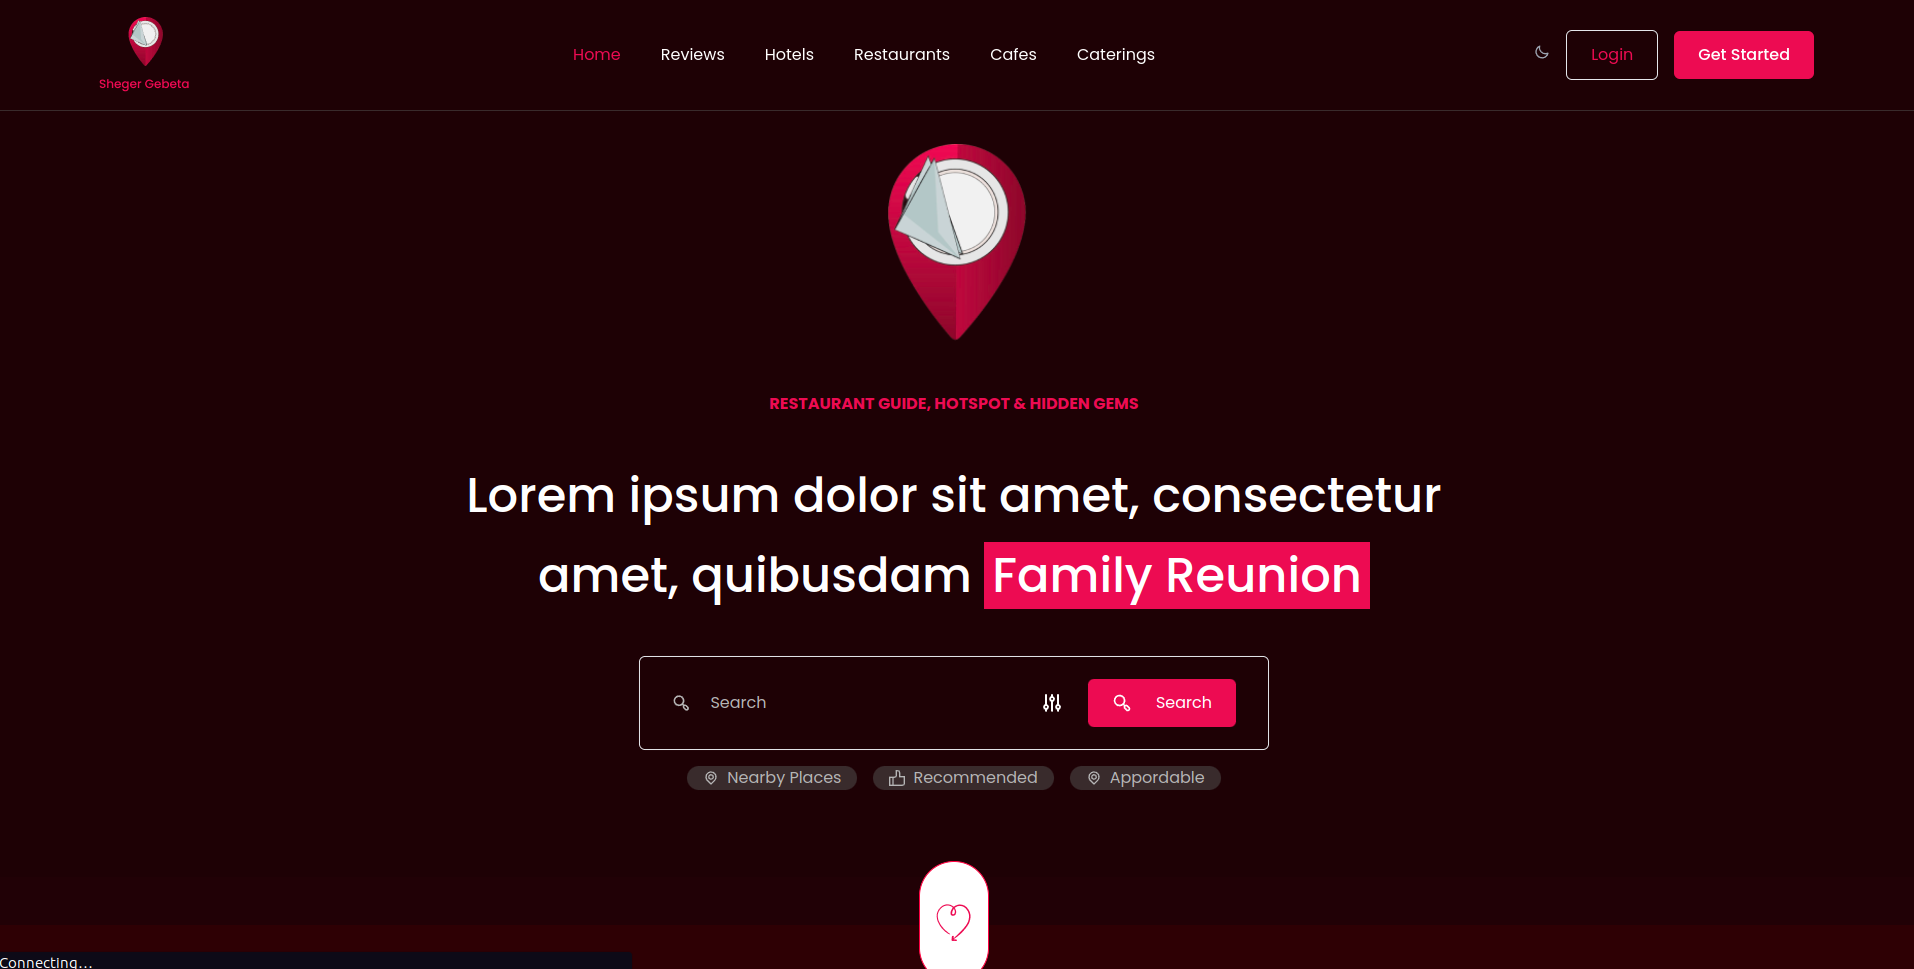 Home Reviews Hotels Restaurants Cafes Caterings Login Get Started
Sheger Gebeta
RESTAURANT GUIDE, HOTSPOT & HIDDEN GEMS
Lorem ipsum dolor sit amet, consectetur
amet, quibusdam Family Reunion
Search Search
Nearby Places Recommended Appordable
Connecting...